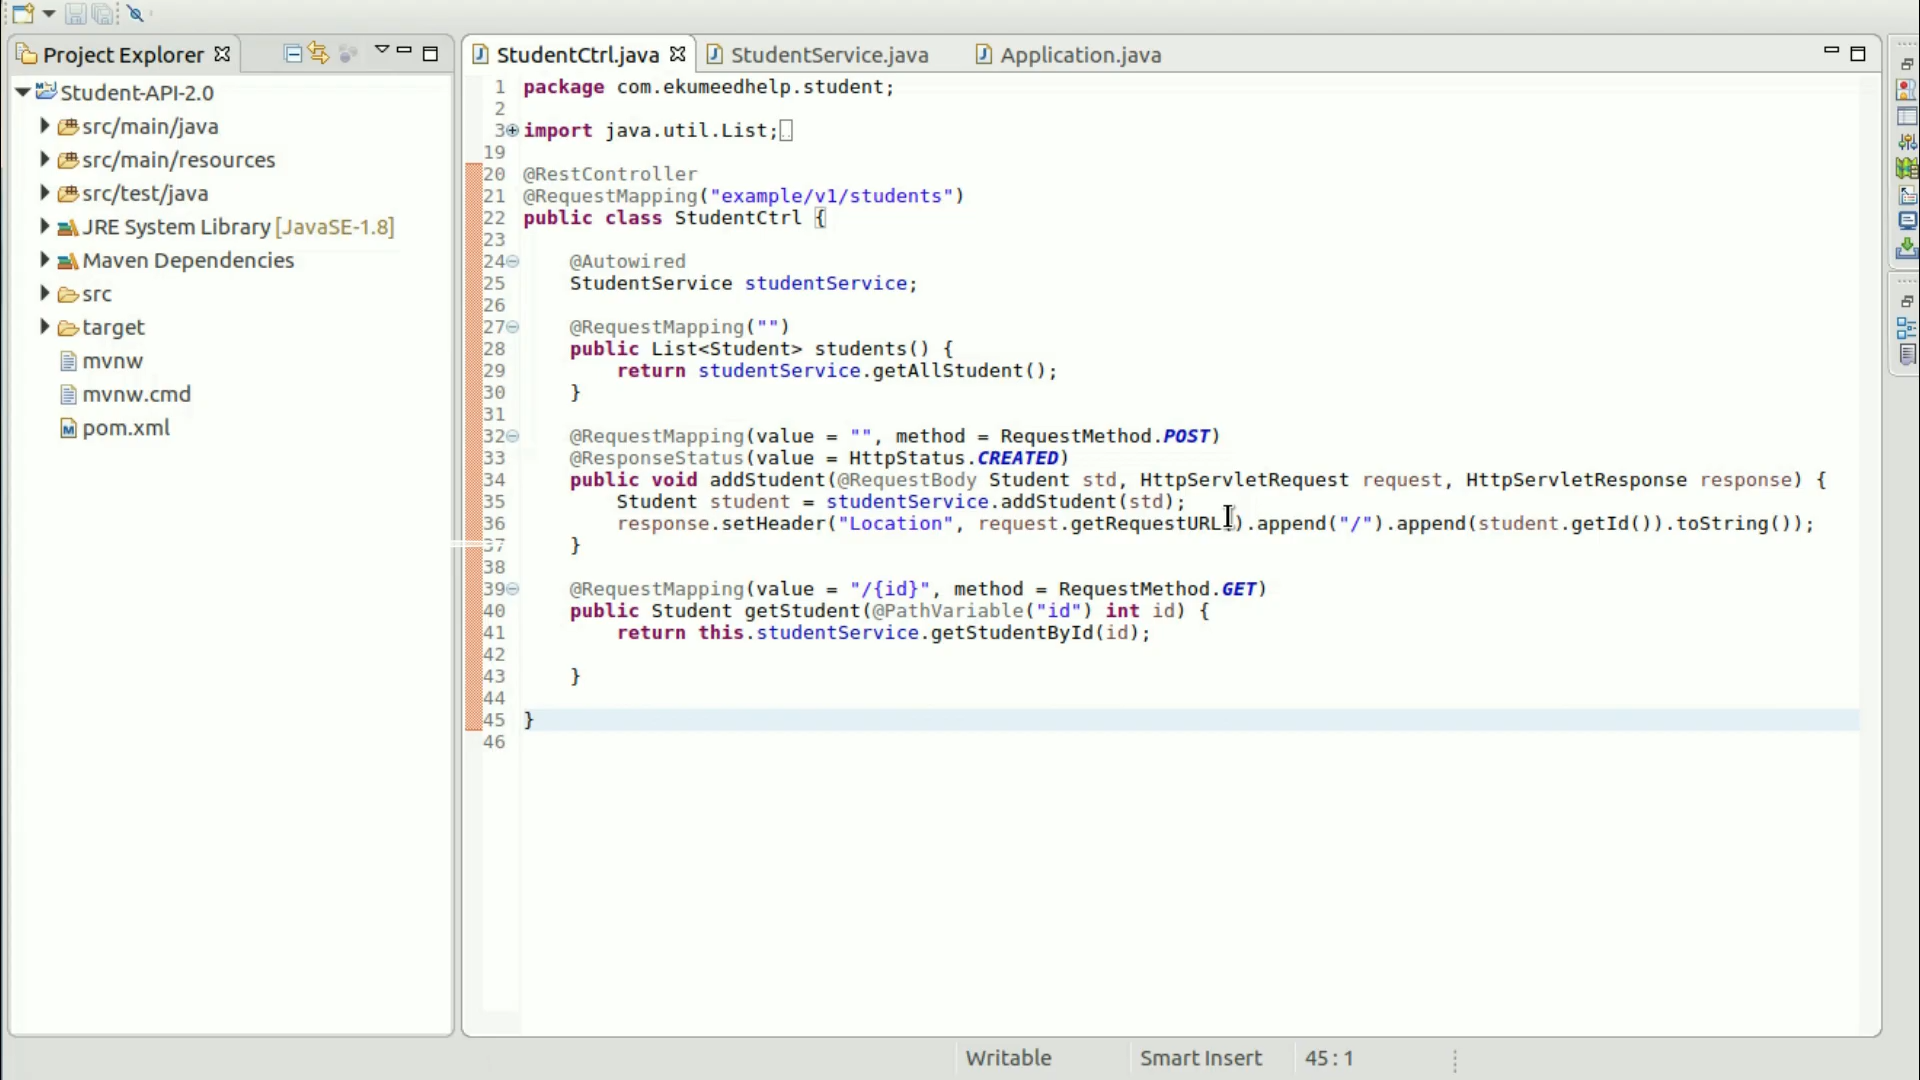 Project Explorer
Student-API-2.0
src/main/java
src/main/resources
src/test/java
JRE System Library [JavaSE-1.8]
Maven Dependencies
src
target
mvnw
mvnw.cmd
pom.xml
StudentCtrl.java StudentService.java Application.java
1 package com.ekumeedhelp.student;
2
3 import java.util.List;
19
20 @RestController
21 @RequestMapping("example/v1/students")
22 public class StudentCtrl {
23
24 @Autowired
25 StudentService studentService;
26
27 @RequestMapping("")
28 public List<Student> students() {
29 return studentService.getAllStudent();
30 }
31
32 @RequestMapping(value = "", method = RequestMethod.POST)
33 @ResponseStatus(value = HttpStatus.CREATED)
34 public void addStudent(@RequestBody Student std, HttpServletRequest request, HttpServletResponse response) {
35 Student student = studentService.addStudent(std);
36 response.setHeader("Location", request.getRequestURL().append("/").append(student.getId()).toString());
37 }
38
39 @RequestMapping(value = "/{id}", method = RequestMethod.GET)
40 public Student getStudent(@PathVariable("id") int id) {
41 return this.studentService.getStudentById(id);
42
43 }
44
45 }
46
Writable Smart Insert 45 : 1